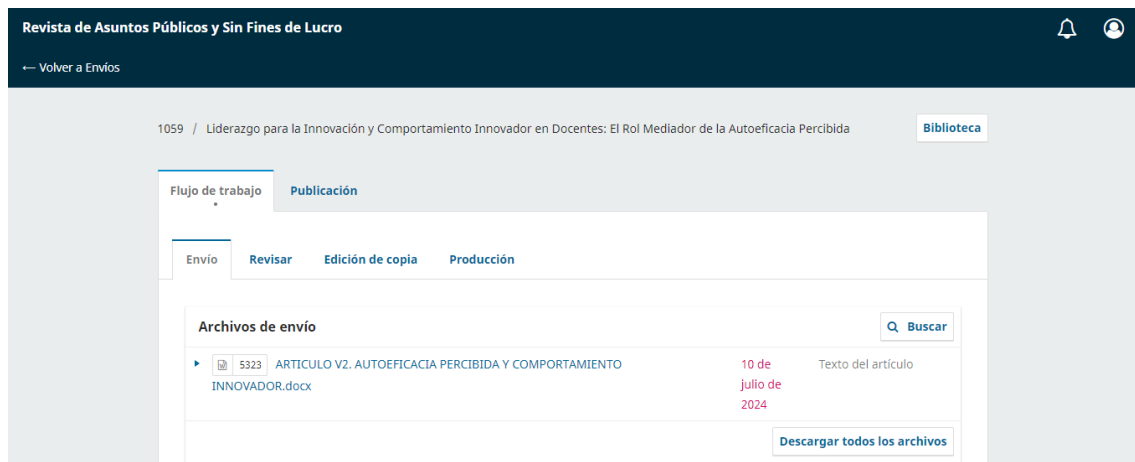 Revista de Asuntos Públicos y Sin Fines de Lucro
← Volver a Envíos
1059 / Liderazgo para la Innovación y Comportamiento Innovador en Docentes: El Rol Mediador de la Autoeficacia Percibida
Biblioteca
Flujo de trabajo
Publicación
Envío
Revisar
Edición de copia
Producción
Archivos de envío
Buscar
5323 ARTICULO V2. AUTOEFICACIA PERCIBIDA Y COMPORTAMIENTO
INNOVADOR.docx
10 de
julio de
2024
Texto del artículo
Descargar todos los archivos